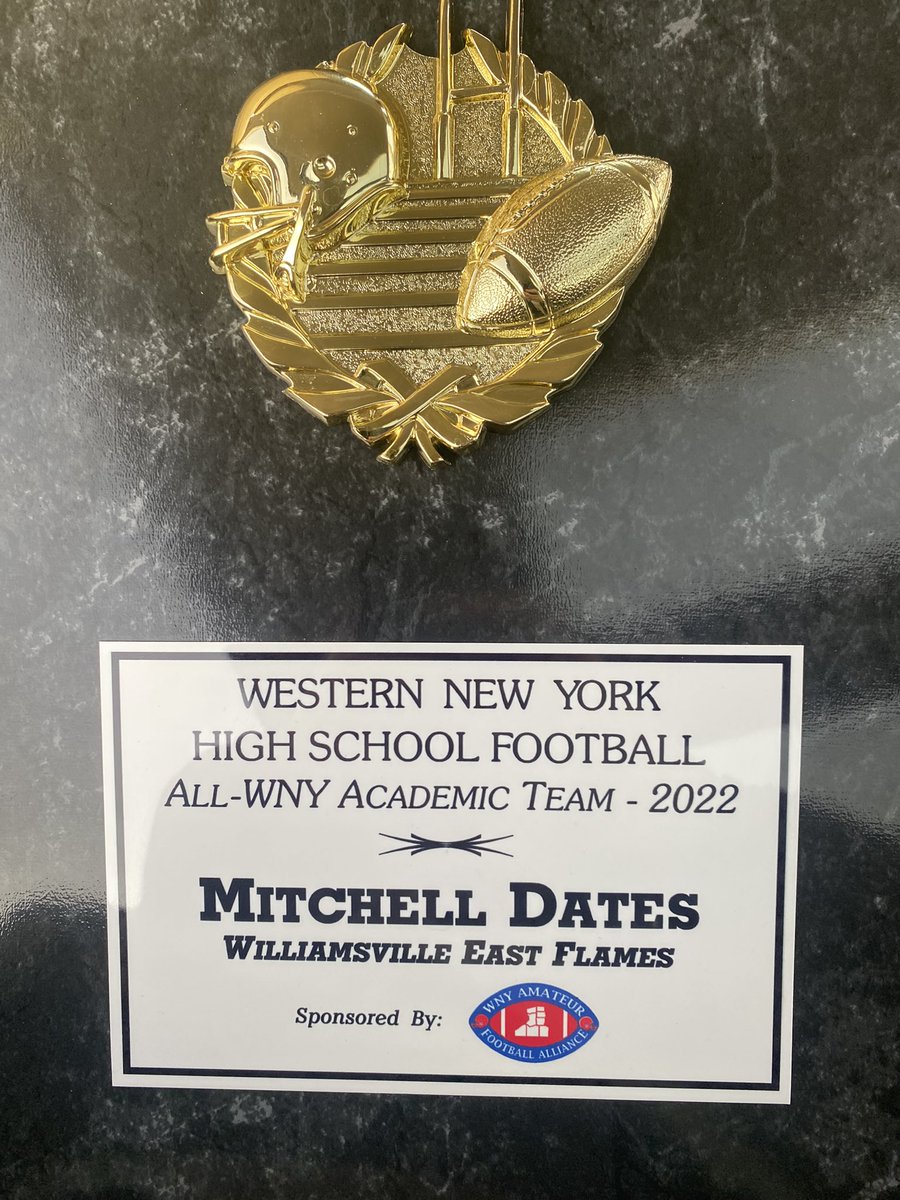 WESTERN NEW YORK
HIGH SCHOOL FOOTBALL
ALL-WNY ACADEMIC TEAM - 2022
MITCHELL DATES
WILLIAMSVILLE EAST FLAMES
Sponsored By:
WNY AMATEUR
FOOTBALL ALLIANCE